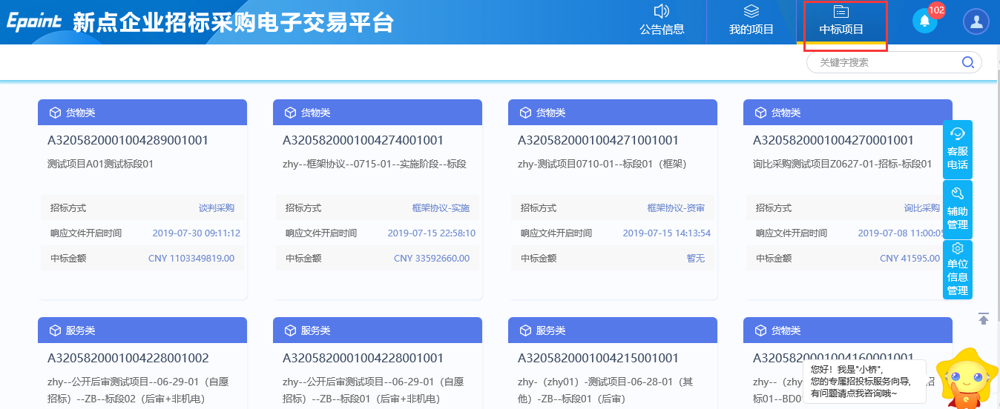 Epoint 新点企业招标采购电子交易平台
公告信息
我的项目
中标项目
102
关键字搜索
货物类
A3205820001004289001001
测试项目A01测试标段01
招标方式 谈判采购
响应文件开启时间 2019-07-30 09:11:12
中标金额 CNY 1103349819.00
货物类
A3205820001004274001001
zhy--框架协议--0715-01--实施阶段--标段
招标方式 框架协议-实施
响应文件开启时间 2019-07-15 22:58:10
中标金额 CNY 33592660.00
货物类
A3205820001004271001001
zhy-测试项目0710-01--标段01（框架）
招标方式 框架协议-资审
响应文件开启时间 2019-07-15 14:13:54
中标金额 暂无
货物类
A3205820001004270001001
询比采购测试项目Z0627-01-招标-标段01
招标方式 询比采购
响应文件开启时间 2019-07-08 11:00:05
中标金额 CNY 41595.00
客服
电话
辅助
管理
单位
信息
管理
服务类
A3205820001004228001002
zhy--公开后审测试项目--06-29-01（自愿
招标）--ZB--标段02（后审+非机电）
服务类
A3205820001004228001001
zhy--公开后审测试项目--06-29-01（自愿
招标）--ZB--标段01（后审+非机电）
服务类
A3205820001004215001001
zhy-（zhy01）-测试项目-06-28-01（其
他）-ZB--标段01（后审）
货物类
A3205820001004160001001
zhy--
标01--BD01
您好！我是"小桥",
您的专属招投标服务向导,
有问题请点我咨询哦~